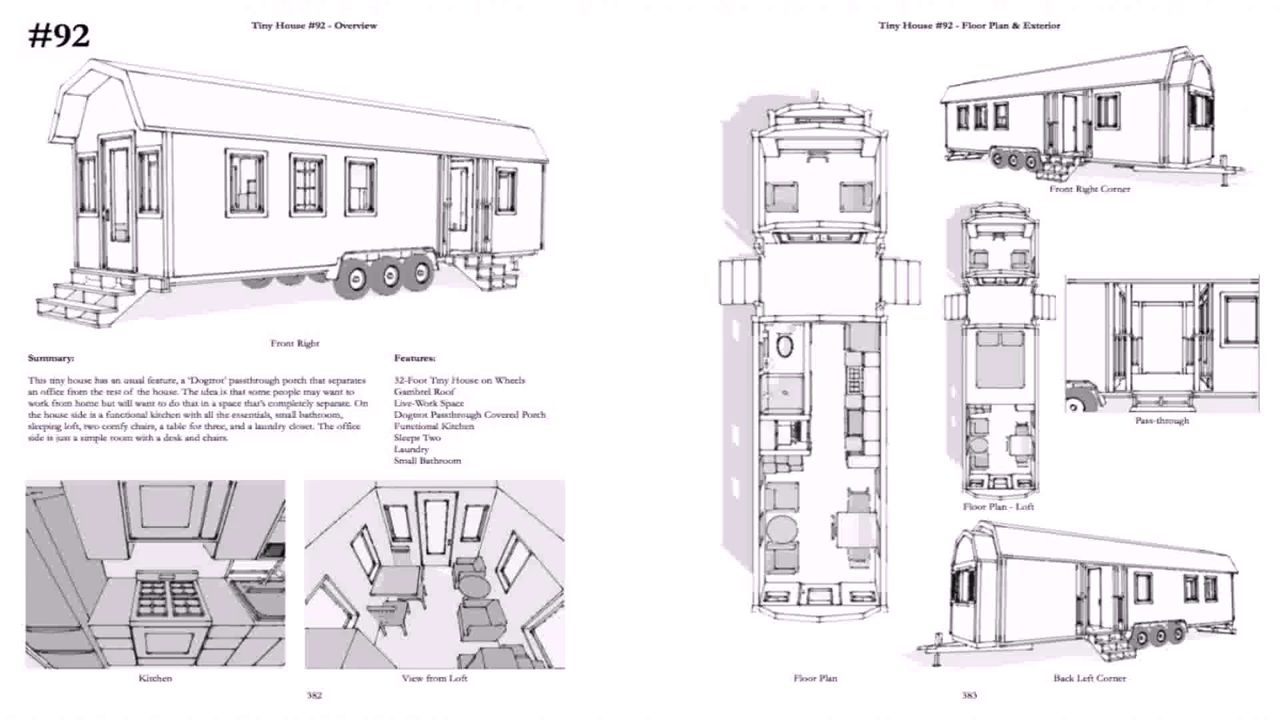 #92
Tiny House #92 - Overview
Front Right
Summary:
This tiny house has an usual feature, a 'Dogtrot' passthrough porch that separates
an office from the rest of the house. The idea is that some people may want to
work from home but will want to do that in a space that's completely separate. On
the house side is a functional kitchen with all the essentials, small bathroom,
sleeping loft, two comfy chairs, a table for three, and a laundry closet. The office
side is just a simple room with a desk and chairs.
Features:
32-Foot Tiny House on Wheels
Gambrel Roof
Live-Work Space
Dogtrot Passthrough Covered Porch
Functional Kitchen
Sleeps Two
Laundry
Small Bathroom
Kitchen
View from Loft
382
Tiny House #92 - Floor Plan & Exterior
Front Right Corner
Pass-through
Floor Plan - Loft
Floor Plan
Back Left Corner
383